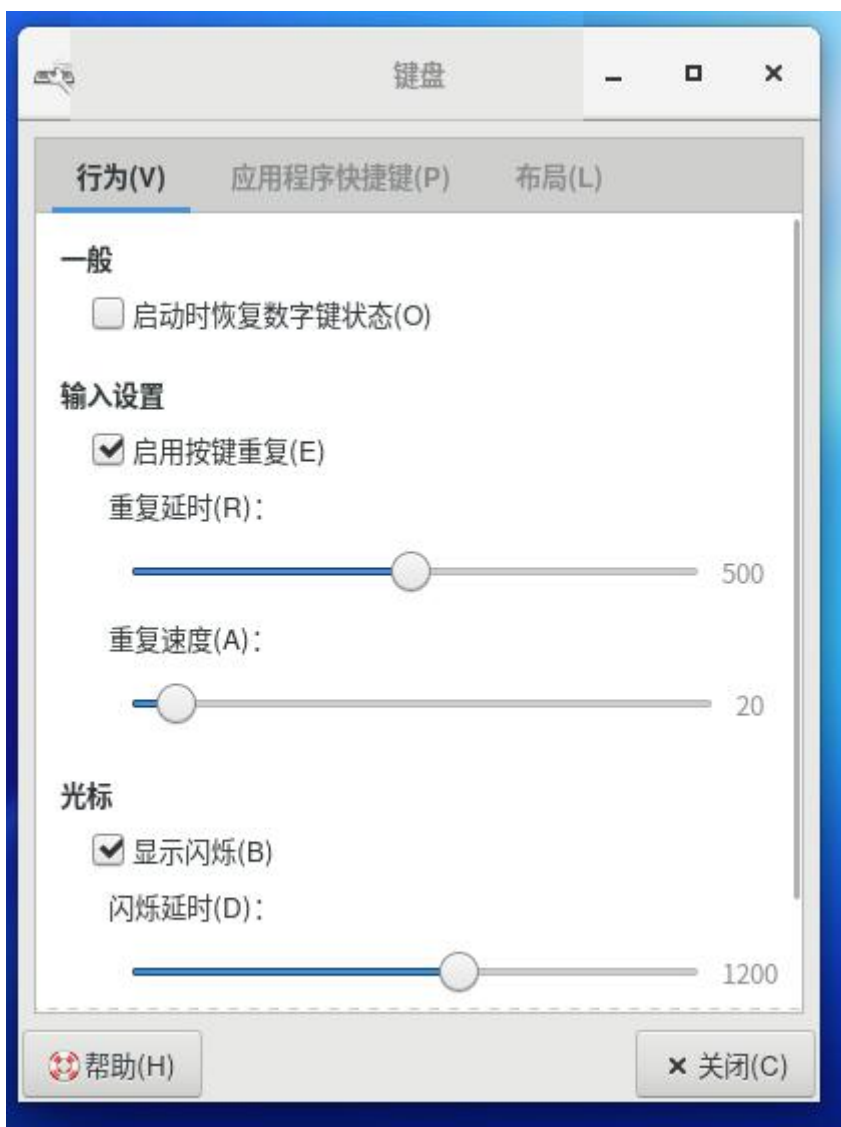 键盘
行为(V) 应用程序快捷键(P) 布局(L)
一般
启动时恢复数字键状态(O)
输入设置
启用按键重复(E)
重复延时(R):
500
重复速度(A):
20
光标
显示闪烁(B)
闪烁延时(D):
1200
帮助(H) 关闭(C)